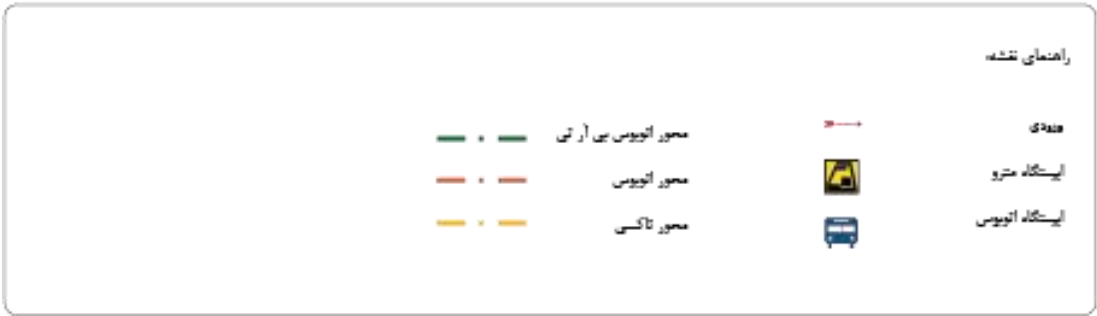 راهنمای نقشه:
ورودی
ایستگاه مترو
ایستگاه اتوبوس
محور اتوبوس بی آر تی
محور اتوبوس
محور تاکسی